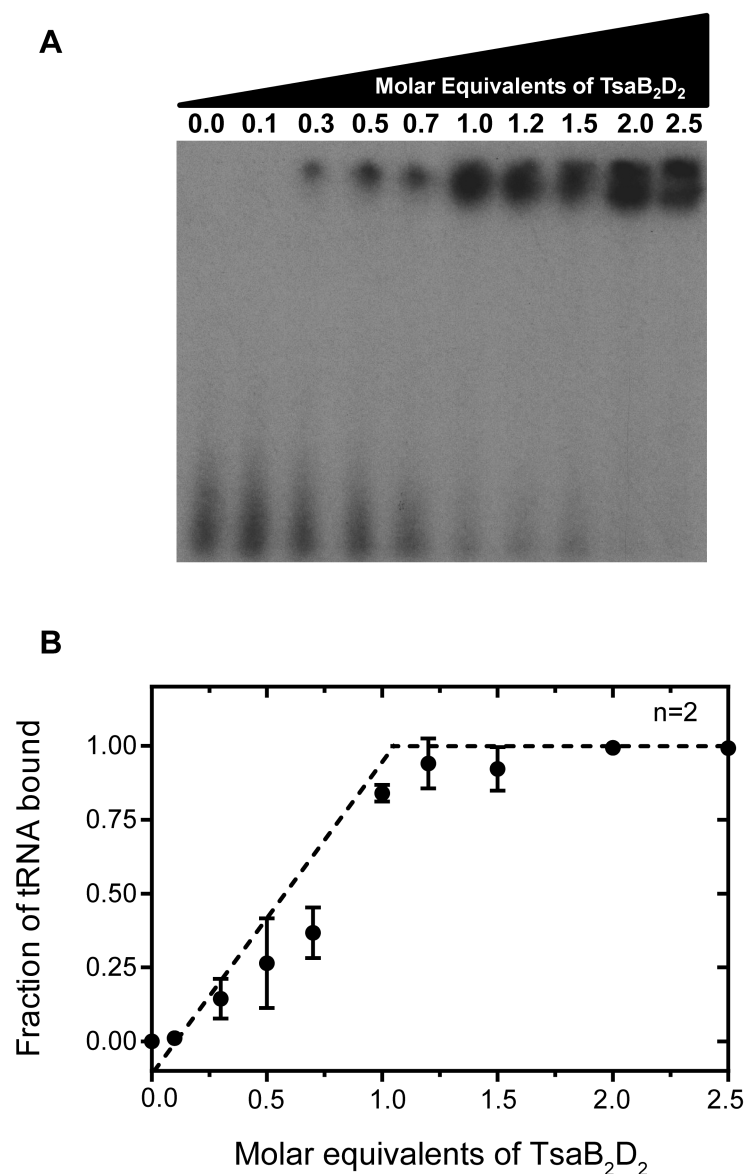 A
Molar Equivalents of TsaB₂D₂
0.0 0.1 0.3 0.5 0.7 1.0 1.2 1.5 2.0 2.5
B
n=2
1.00
0.75
0.50
0.25
0.00
Fraction of tRNA bound
0.0 0.5 1.0 1.5 2.0 2.5
Molar equivalents of TsaB₂D₂